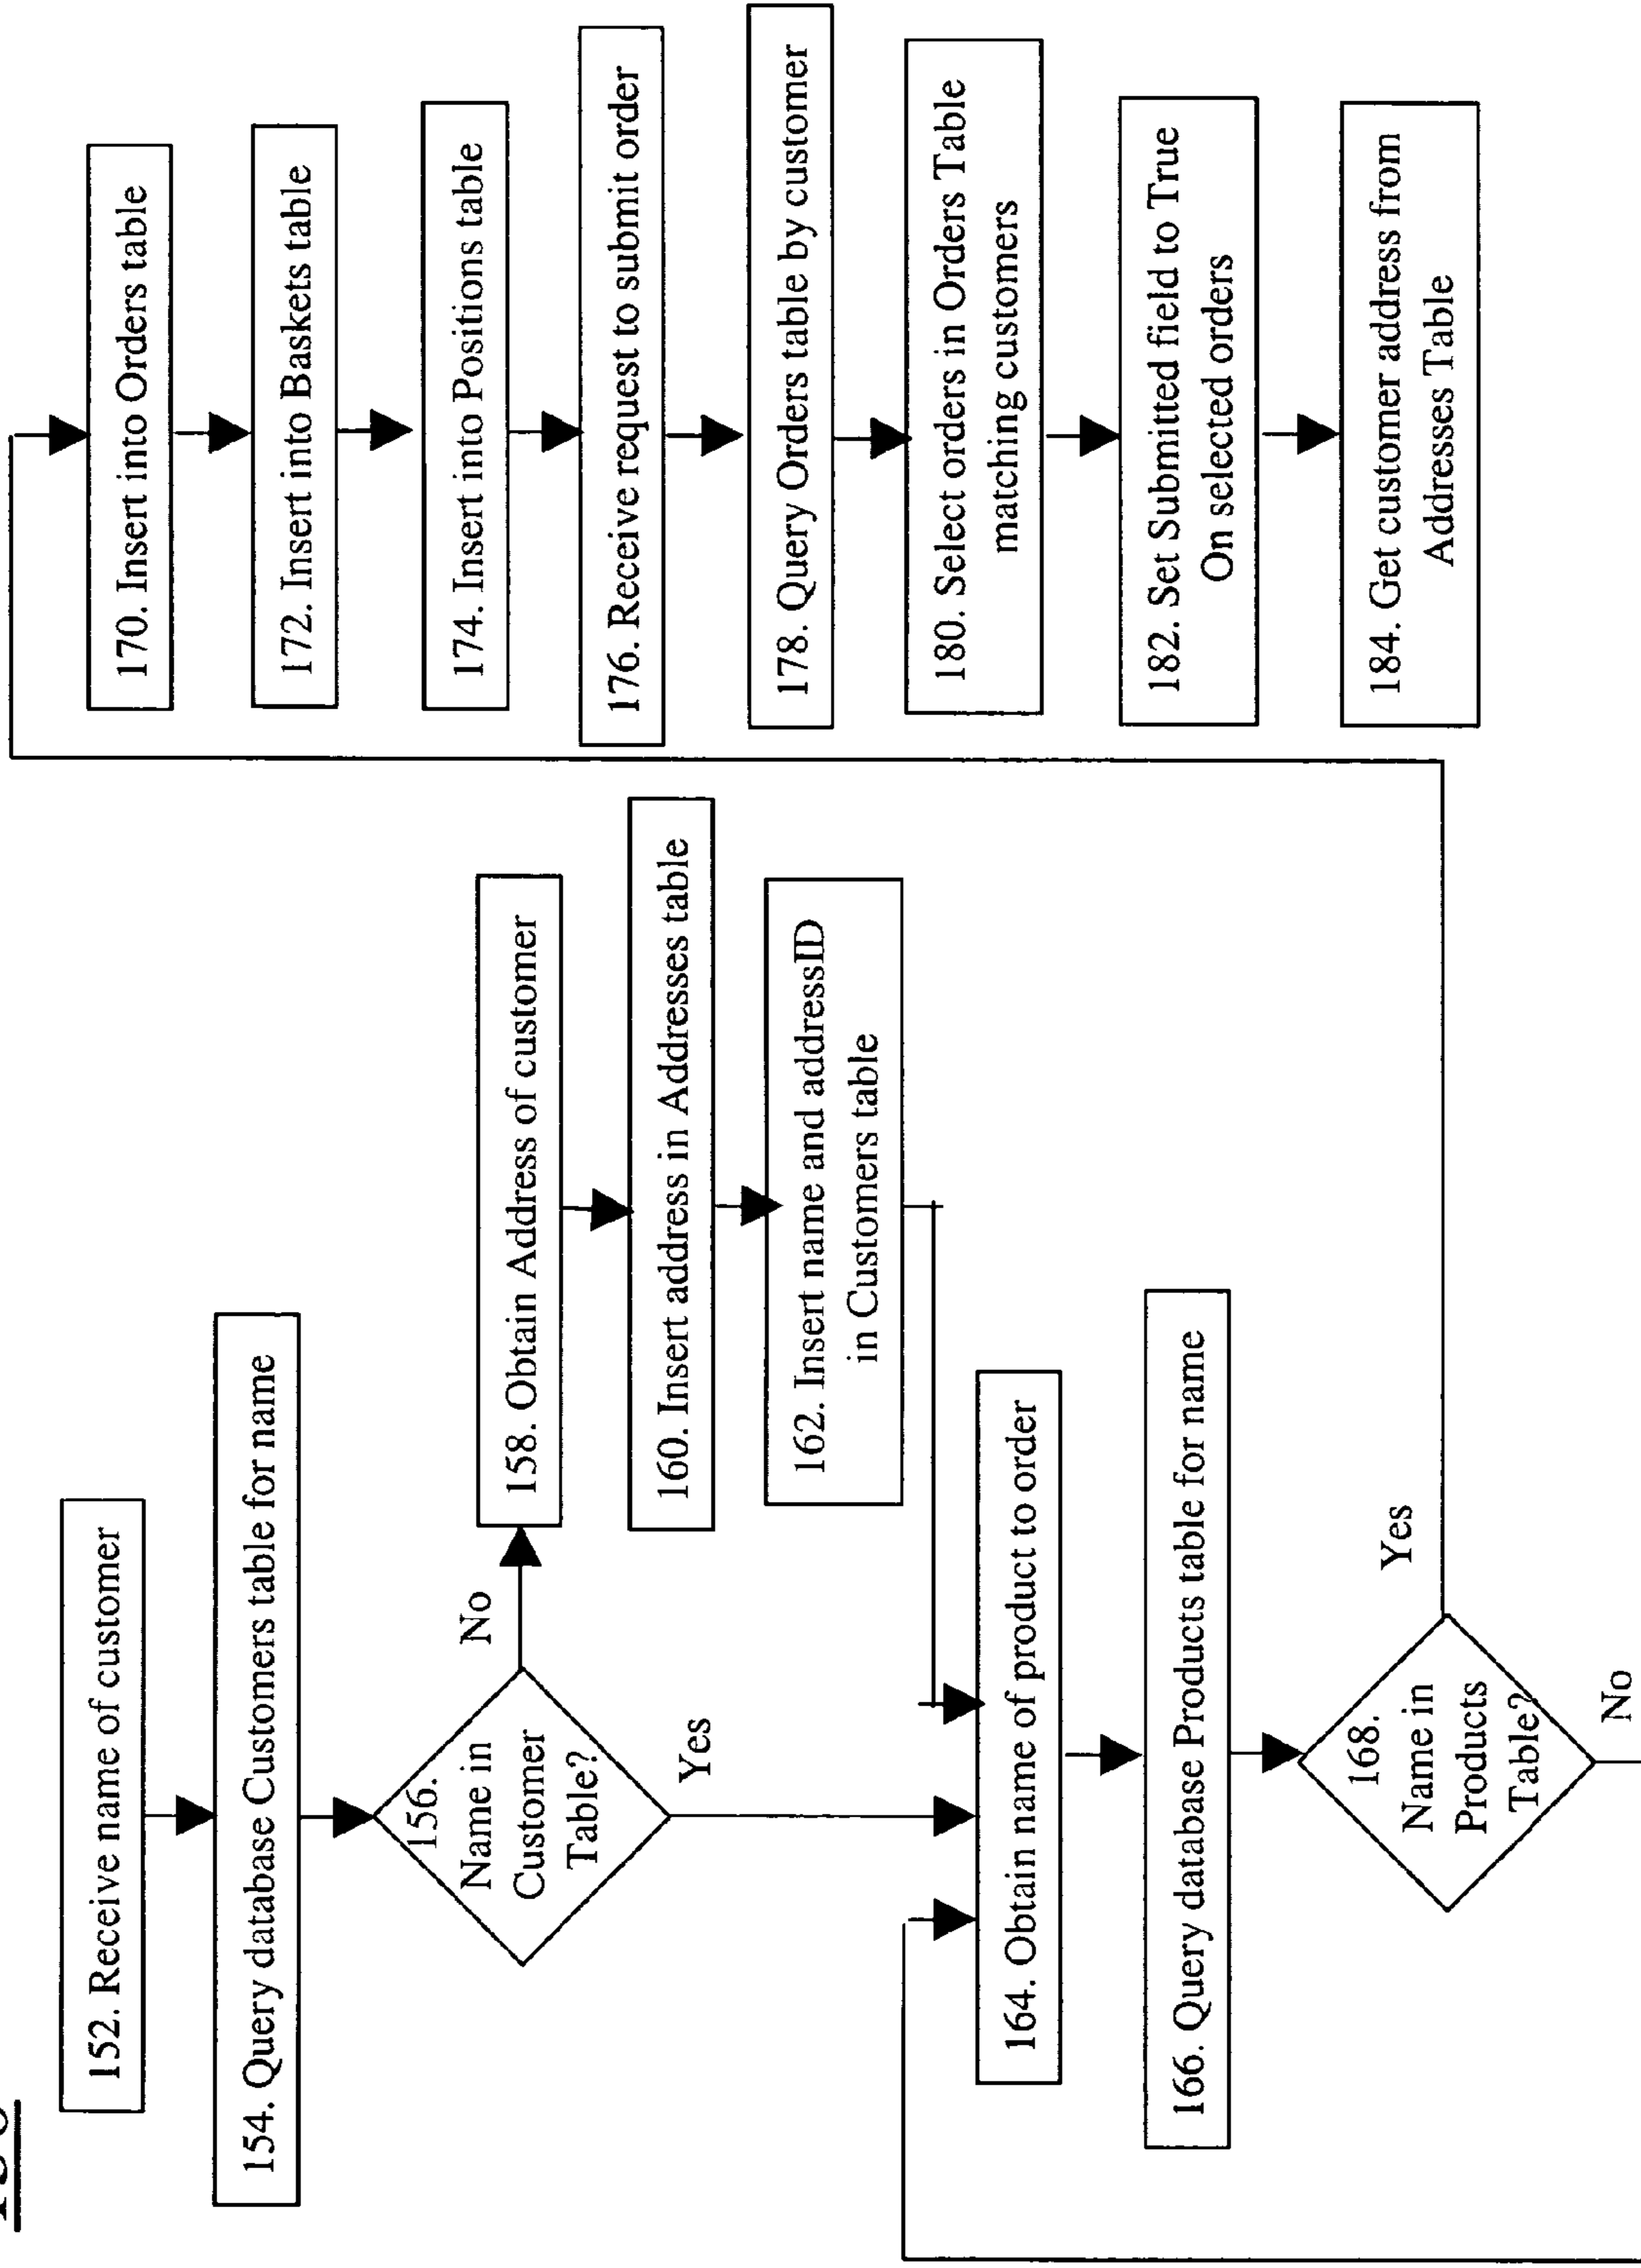 152. Receive name of customer
154. Query database Customers table for name
156.
Name in
Customer
Table?
No
Yes
158. Obtain Address of customer
160. Insert address in Addresses table
162. Insert name and addressID
in Customers table
164. Obtain name of product to order
166. Query database Products table for name
168.
Name in
Products
Table?
Yes
No
170. Insert into Orders table
172. Insert into Baskets table
174. Insert into Positions table
176. Receive request to submit order
178. Query Orders table by customer
180. Select orders in Orders Table
matching customers
182. Set Submitted field to True
On selected orders
184. Get customer address from
Addresses Table